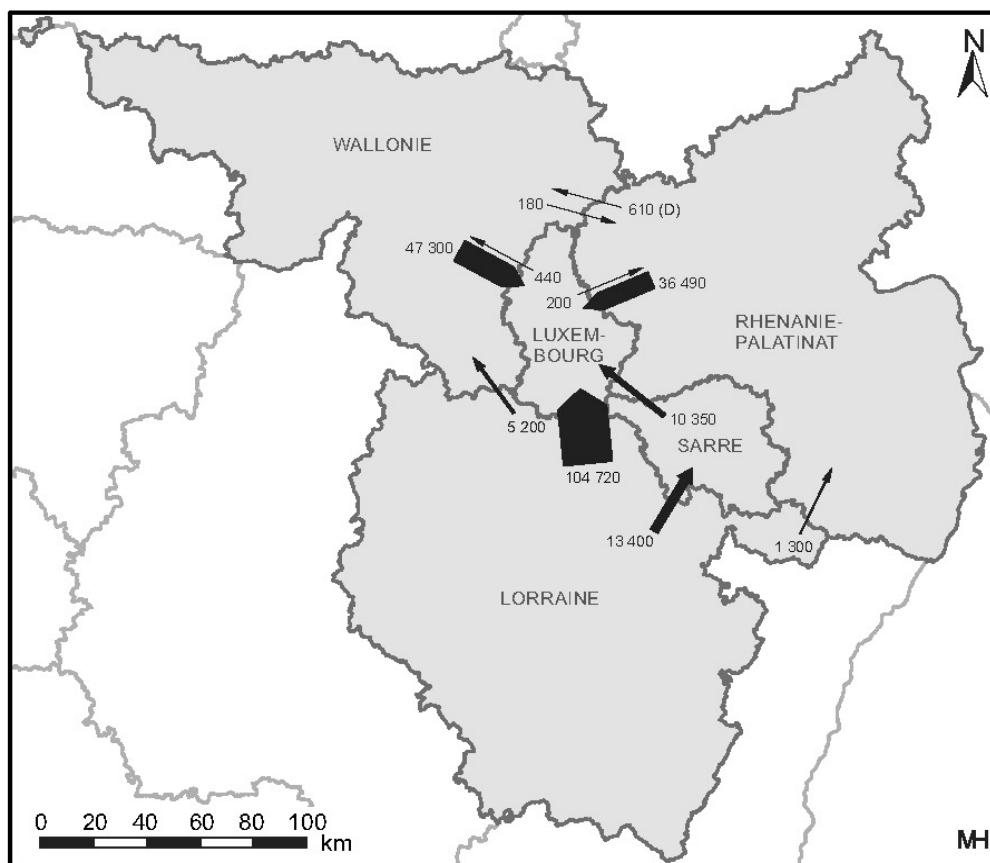 N
WALLONIE
180
610 (D)
47 300
440
200
36 490
LUXEM-
BOURG
RHENANIE-
PALATINAT
5 200
10 350
SARRE
104 720
13 400
1 300
LORRAINE
0 20 40 60 80 100
km
MH